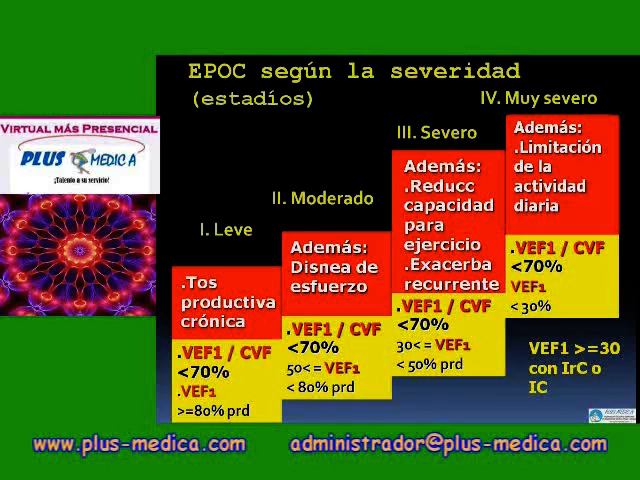 EPOC según la severidad
(estadíos)
VIRTUAL MÁS PRESENCIAL
PLUS MEDICA
¡Talento a su servicio!
I. Leve
.Tos
productiva
crónica
.VEF1 / CVF
<70%
.VEF1
>=80% prd
II. Moderado
Además:
Disnea de
esfuerzo
.VEF1 / CVF
<70%
50<= VEF1
< 80% prd
III. Severo
Además:
.Reducc
capacidad
para
ejercicio
.Exacerba
recurrente
.VEF1 / CVF
<70%
30<= VEF1
< 50% prd
IV. Muy severo
Además:
.Limitación
de la
actividad
diaria
.VEF1 / CVF
<70%
VEF1
< 30%
VEF1 >=30
con IrC o
IC
PLUS MEDICA
www.plus-medica.com
administrador@plus-medica.com